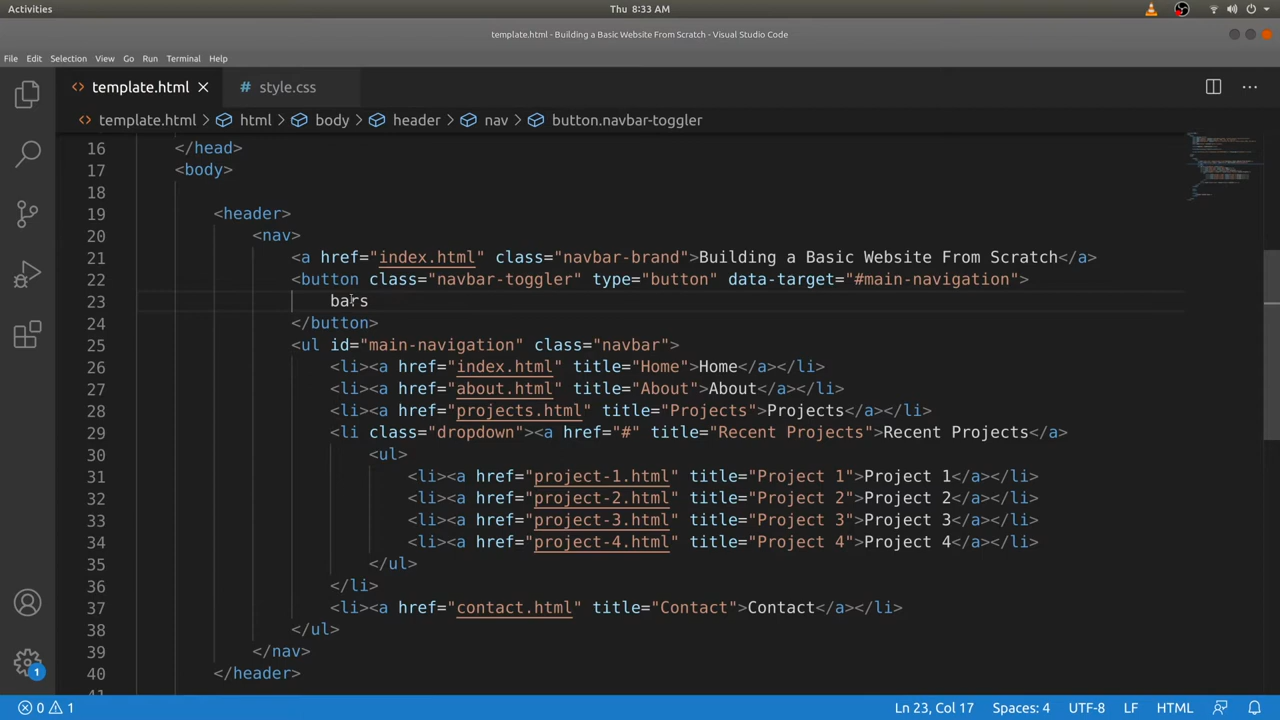 Activities
Thu 8:33 AM
template.html - Building a Basic Website From Scratch - Visual Studio Code
File Edit Selection View Go Run Terminal Help
template.html
# style.css
template.html > html > body > header > nav > button.navbar-toggler
16 </head>
17 <body>
18
19 <header>
20 <nav>
21 <a href="index.html" class="navbar-brand">Building a Basic Website From Scratch</a>
22 <button class="navbar-toggler" type="button" data-target="#main-navigation">
23 bars
24 </button>
25 <ul id="main-navigation" class="navbar">
26 <li><a href="index.html" title="Home">Home</a></li>
27 <li><a href="about.html" title="About">About</a></li>
28 <li><a href="projects.html" title="Projects">Projects</a></li>
29 <li class="dropdown"><a href="#" title="Recent Projects">Recent Projects</a>
30 <ul>
31 <li><a href="project-1.html" title="Project 1">Project 1</a></li>
32 <li><a href="project-2.html" title="Project 2">Project 2</a></li>
33 <li><a href="project-3.html" title="Project 3">Project 3</a></li>
34 <li><a href="project-4.html" title="Project 4">Project 4</a></li>
35 </ul>
36 </li>
37 <li><a href="contact.html" title="Contact">Contact</a></li>
38 </ul>
39 </nav>
40 </header>
1
0 1
Ln 23, Col 17 Spaces: 4 UTF-8 LF HTML